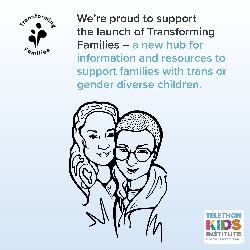 Transforming
Families
We're proud to support
the launch of Transforming
Families – a new hub for
information and resources to
support families with trans or
gender diverse children.
TELETHON
KIDS
INSTITUTE